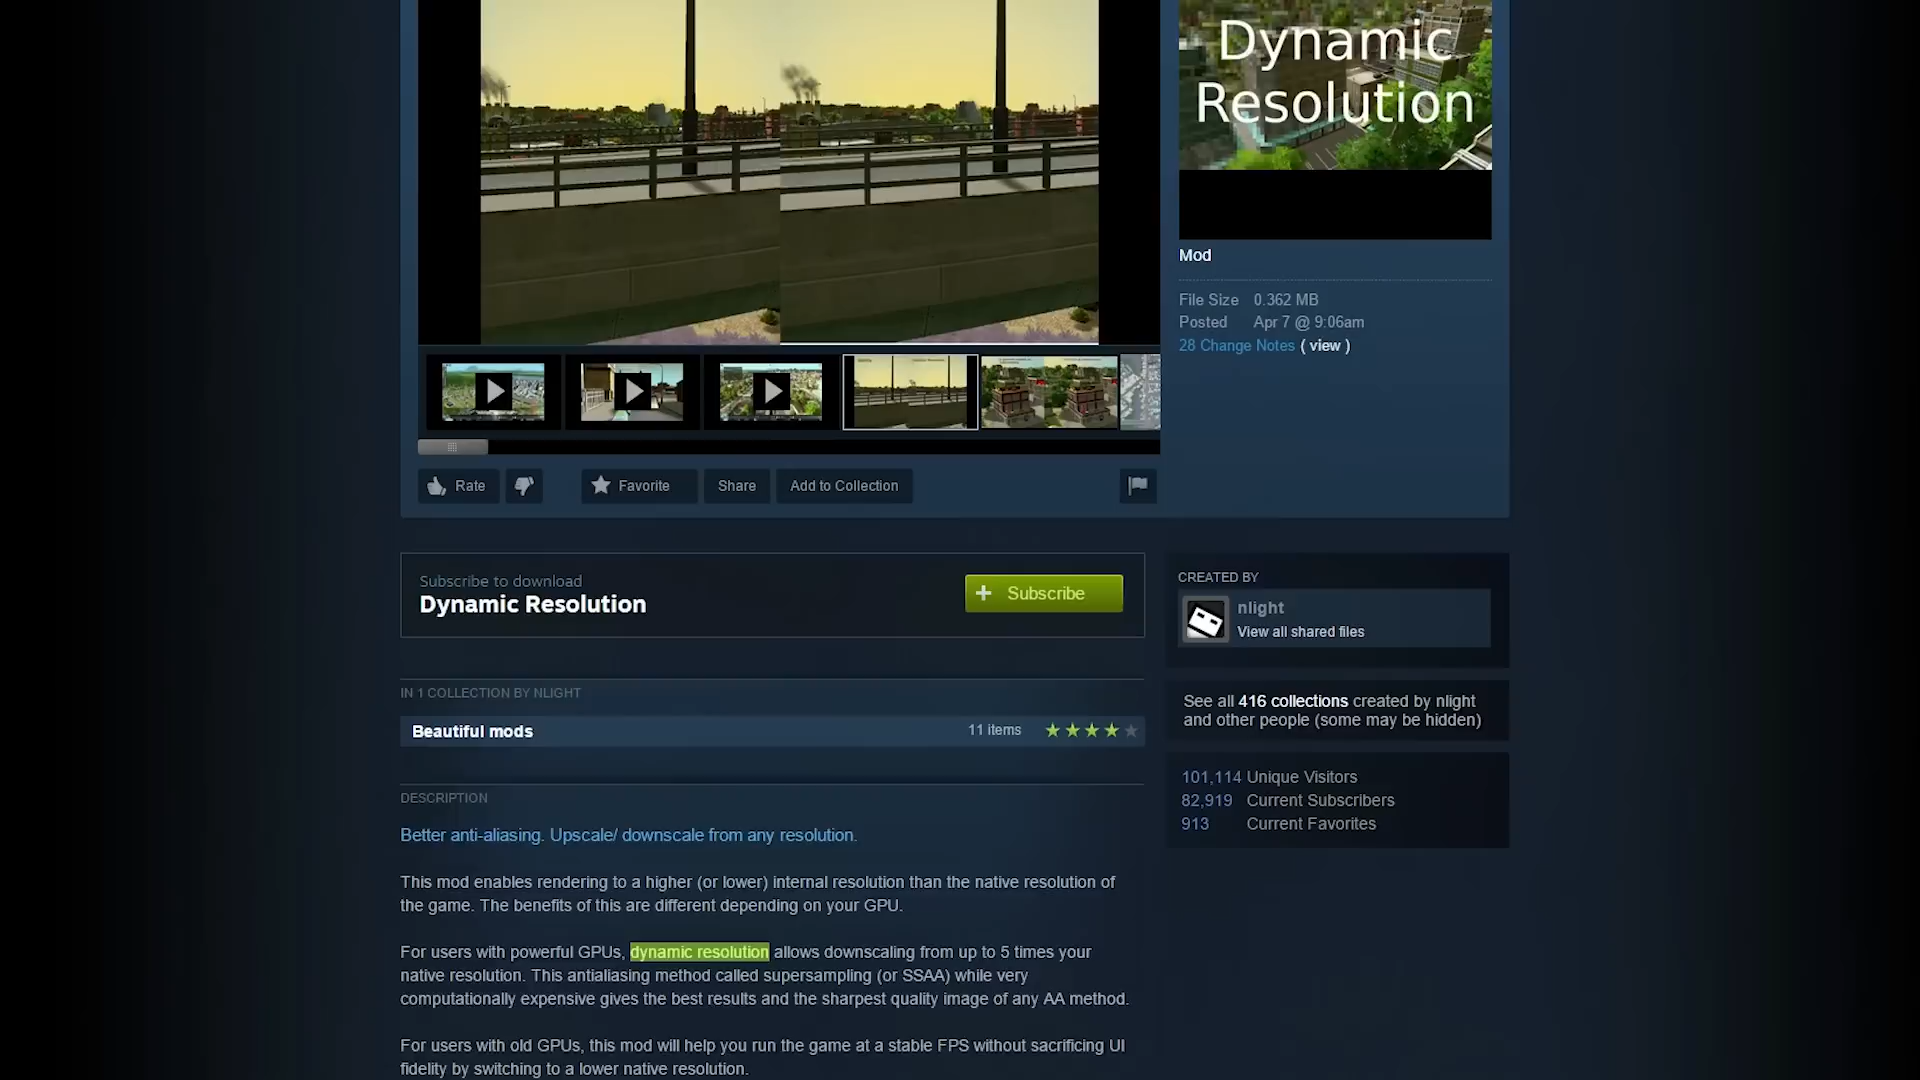 Dynamic
Resolution
Mod
File Size 0.362 MB
Posted Apr 7 @ 9:06am
28 Change Notes ( view )
Rate
Favorite
Share
Add to Collection
Subscribe to download
Dynamic Resolution
Subscribe
CREATED BY
nlight
View all shared files
IN 1 COLLECTION BY NLIGHT
Beautiful mods
11 items
See all 416 collections created by nlight
and other people (some may be hidden)
101,114 Unique Visitors
82,919 Current Subscribers
913 Current Favorites
DESCRIPTION
Better anti-aliasing. Upscale/ downscale from any resolution.
This mod enables rendering to a higher (or lower) internal resolution than the native resolution of
the game. The benefits of this are different depending on your GPU.
For users with powerful GPUs, dynamic resolution allows downscaling from up to 5 times your
native resolution. This antialiasing method called supersampling (or SSAA) while very
computationally expensive gives the best results and the sharpest quality image of any AA method.
For users with old GPUs, this mod will help you run the game at a stable FPS without sacrificing UI
fidelity by switching to a lower native resolution.